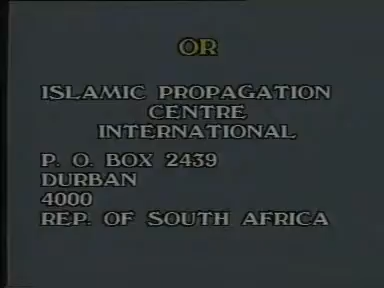 OR
ISLAMIC PROPAGATION
CENTRE
INTERNATIONAL
P. O. BOX 2439
DURBAN
4000
REP. OF SOUTH AFRICA